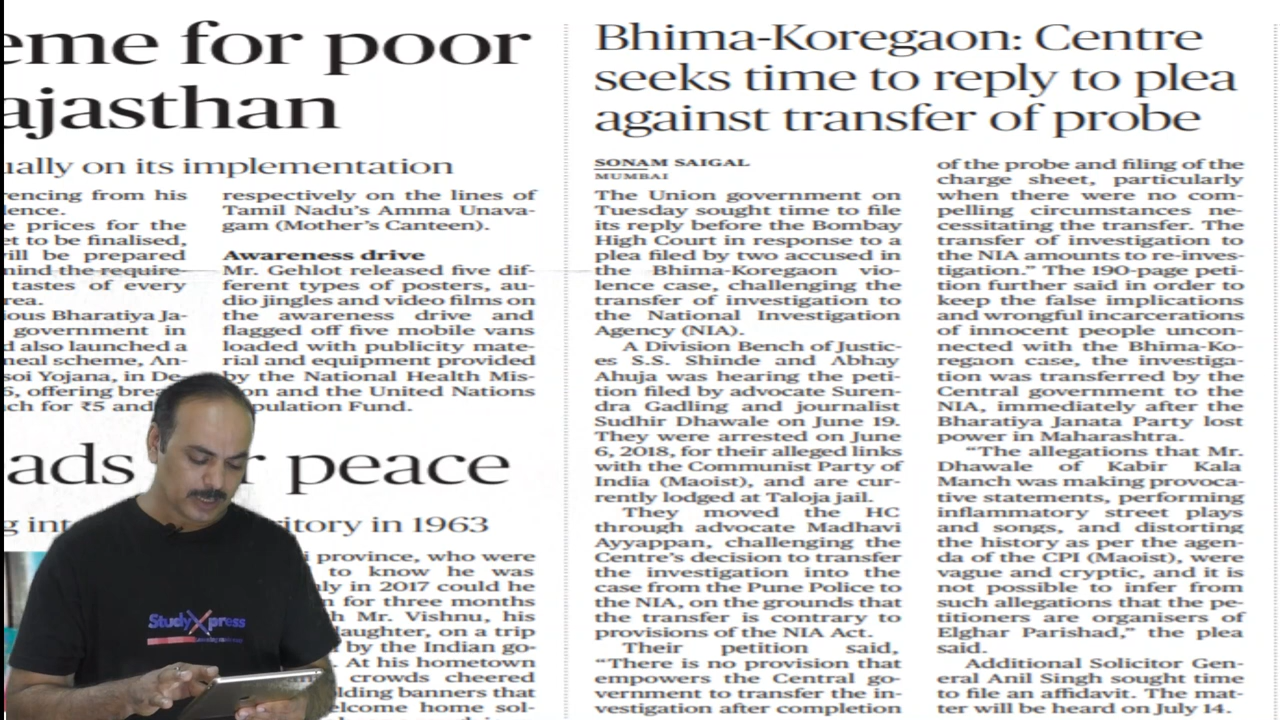 eme for poor
ajasthan
ually on its implementation
rencing from his
lence.
e prices for the
et to be finalised,
ill be prepared
mind the require-
tastes of every
rea.
ious Bharatiya Ja-
government in
d also launched a
neal scheme, An-
soi Yojana, in De-
6, offering brea
ch for ₹5 and
respectively on the lines of
Tamil Nadu's Amma Unava-
gam (Mother's Canteen).
Awareness drive
Mr. Gehlot released five dif-
ferent types of posters, au-
dio jingles and video films on
the awareness drive and
flagged off five mobile vans
loaded with publicity mate-
rial and equipment provided
by the National Health Mis-
on and the United Nations
opulation Fund.
ads r peace
g int ritory in 1963
i province, who were
to know he was
ly in 2017 could he
n for three months
h Mr. Vishnu, his
laughter, on a trip
by the Indian go-
. At his hometown
crowds cheered
lding banners that
elcome home sol-
StudyXpress
Bhima-Koregaon: Centre
seeks time to reply to plea
against transfer of probe
SONAM SAIGAL
MUMBAI
The Union government on
Tuesday sought time to file
its reply before the Bombay
High Court in response to a
plea filed by two accused in
the Bhima-Koregaon vio-
lence case, challenging the
transfer of investigation to
the National Investigation
Agency (NIA).
A Division Bench of Justic-
es S.S. Shinde and Abhay
Ahuja was hearing the peti-
tion filed by advocate Suren-
dra Gadling and journalist
Sudhir Dhawale on June 19.
They were arrested on June
6, 2018, for their alleged links
with the Communist Party of
India (Maoist), and are cur-
rently lodged at Taloja jail.
They moved the HC
through advocate Madhavi
Ayyappan, challenging the
Centre's decision to transfer
the investigation into the
case from the Pune Police to
the NIA, on the grounds that
the transfer is contrary to
provisions of the NIA Act.
Their petition said,
"There is no provision that
empowers the Central go-
vernment to transfer the in-
vestigation after completion
of the probe and filing of the
charge sheet, particularly
when there were no com-
pelling circumstances ne-
cessitating the transfer. The
transfer of investigation to
the NIA amounts to re-inves-
tigation." The 190-page peti-
tion further said in order to
keep the false implications
and wrongful incarcerations
of innocent people uncon-
nected with the Bhima-Ko-
regaon case, the investiga-
tion was transferred by the
Central government to the
NIA, immediately after the
Bharatiya Janata Party lost
power in Maharashtra.
"The allegations that Mr.
Dhawale of Kabir Kala
Manch was making provoca-
tive statements, performing
inflammatory street plays
and songs, and distorting
the history as per the agen-
da of the CPI (Maoist), were
vague and cryptic, and it is
not possible to infer from
such allegations that the pe-
titioners are organisers of
Elghar Parishad," the plea
said.
Additional Solicitor Gen-
eral Anil Singh sought time
to file an affidavit. The mat-
ter will be heard on July 14.